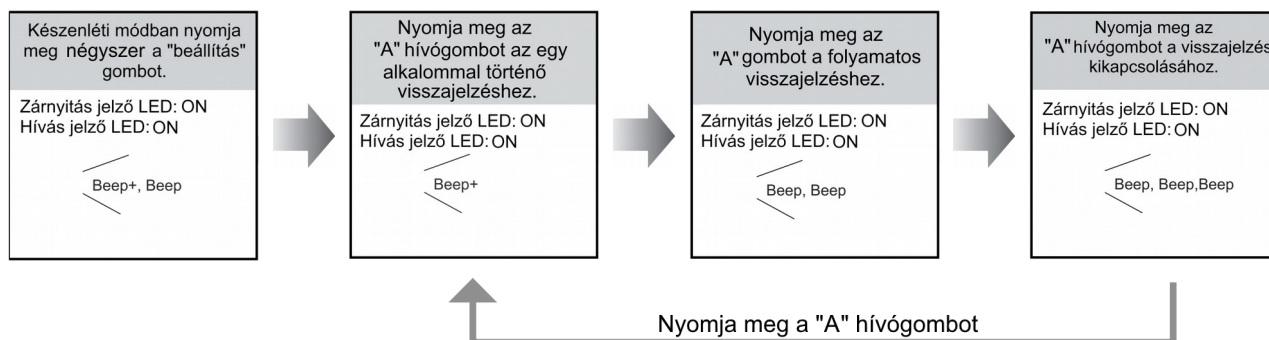 Készenléti módban nyomja
meg négyszer a "beállítás"
gombot.
Zárnyitás jelző LED: ON
Hívás jelző LED: ON
Beep+, Beep
Nyomja meg az
"A" hívógombot az egy
alkalommal történő
visszajelzéshez.
Zárnyitás jelző LED: ON
Hívás jelző LED: ON
Beep+
Nyomja meg az
"A" gombot a folyamatos
visszajelzéshez.
Zárnyitás jelző LED: ON
Hívás jelző LED: ON
Beep, Beep
Nyomja meg az
"A" hívógombot a visszajelzés
kikapcsolásához.
Zárnyitás jelző LED: ON
Hívás jelző LED: ON
Beep, Beep,Beep
Nyomja meg a "A" hívógombot